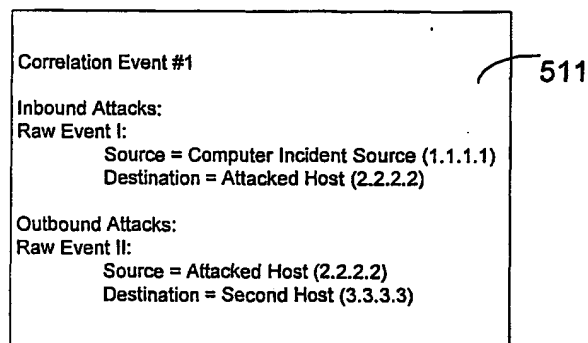 Correlation Event #1
511
Inbound Attacks:
Raw Event I:
Source = Computer Incident Source (1.1.1.1)
Destination = Attacked Host (2.2.2.2)
Outbound Attacks:
Raw Event II:
Source = Attacked Host (2.2.2.2)
Destination = Second Host (3.3.3.3)